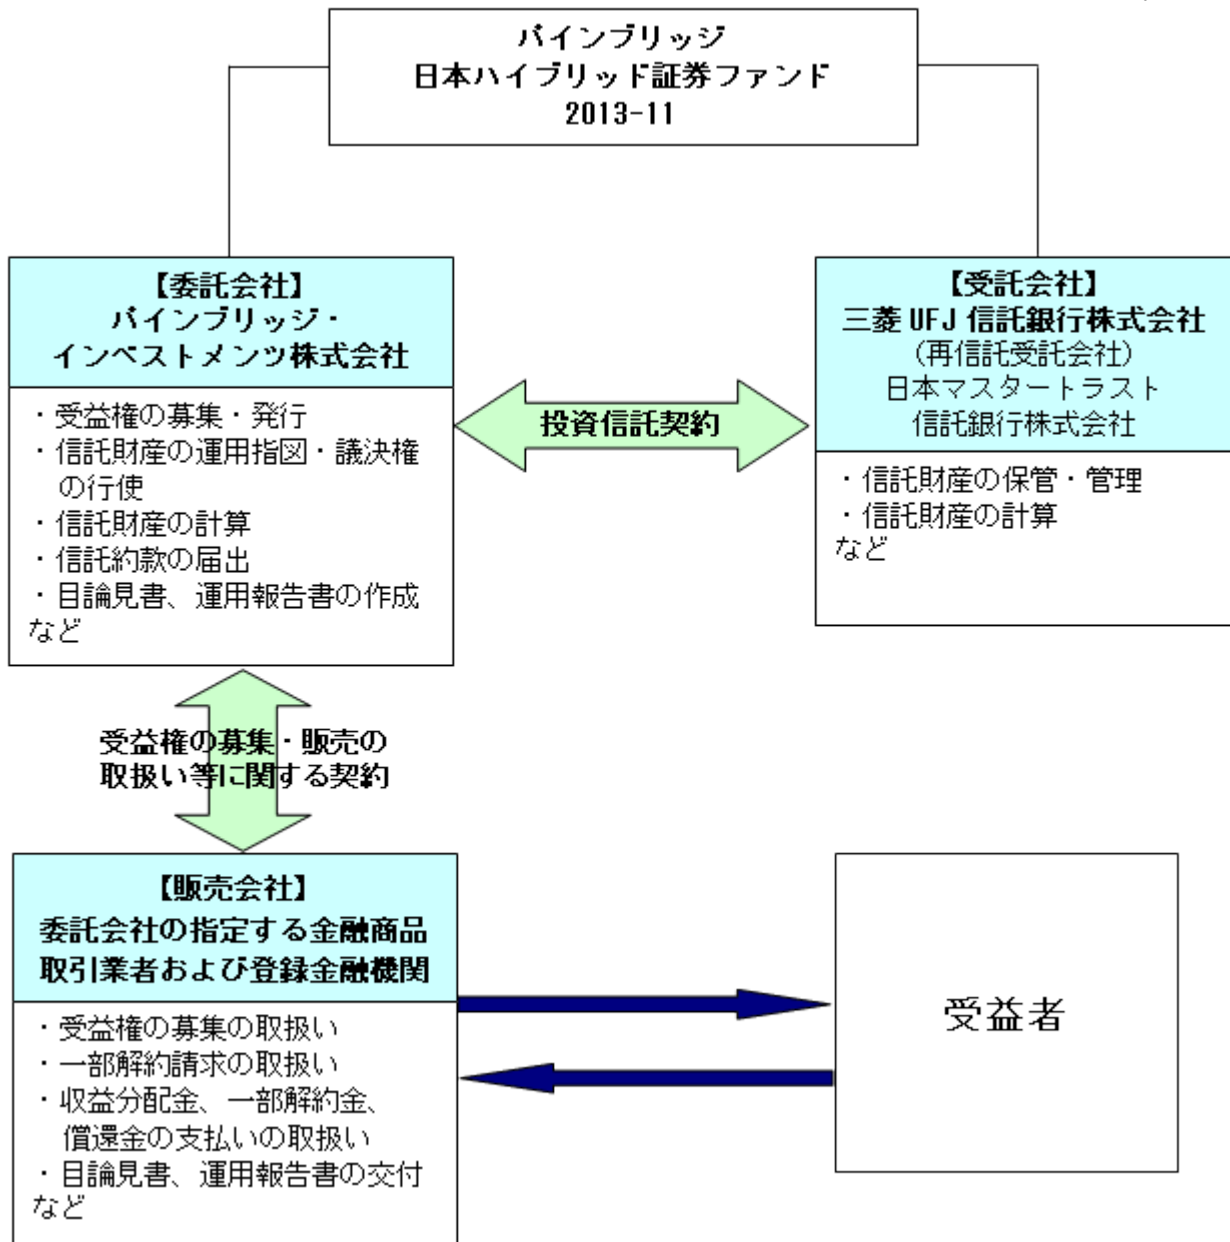 パインブリッジ
日本ハイブリッド証券ファンド
2013-11
【委託会社】
パインブリッジ・
インベストメンツ株式会社
・受益権の募集・発行
・信託財産の運用指図・議決権
の行使
・信託財産の計算
・信託約款の届出
・目論見書、運用報告書の作成
など
投資信託契約
【受託会社】
三菱 UFJ 信託銀行株式会社
（再信託受託会社）
日本マスタートラスト
信託銀行株式会社
・信託財産の保管・管理
・信託財産の計算
など
受益権の募集・販売の
取扱い等に関する契約
【販売会社】
委託会社の指定する金融商品
取引業者および登録金融機関
・受益権の募集の取扱い
・一部解約請求の取扱い
・収益分配金、一部解約金、
償還金の支払いの取扱い
・目論見書、運用報告書の交付
など
受益者